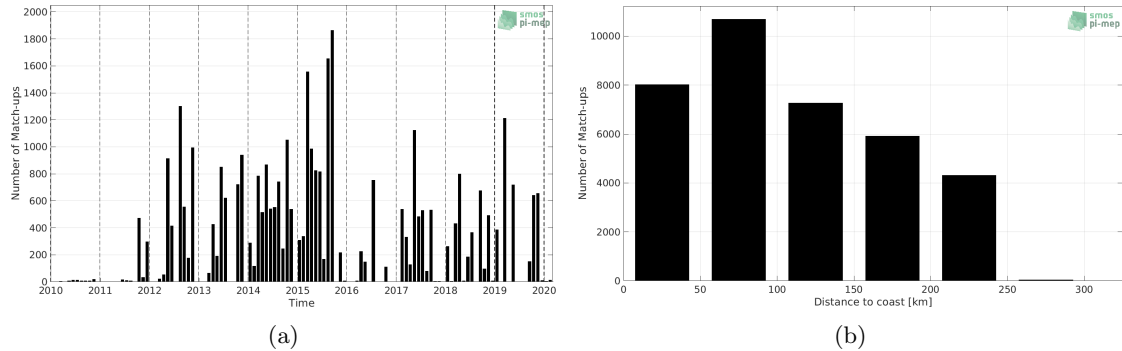 2000
1800
1600
1400
1200
1000
800
600
400
200
0
Number of Match-ups
2010 2011 2012 2013 2014 2015 2016 2017 2018 2019 2020
Time
smos
pi-mep
(a)
10000
8000
6000
4000
2000
0
Number of Match-ups
0 50 100 150 200 250 300
Distance to coast [km]
smos
pi-mep
(b)